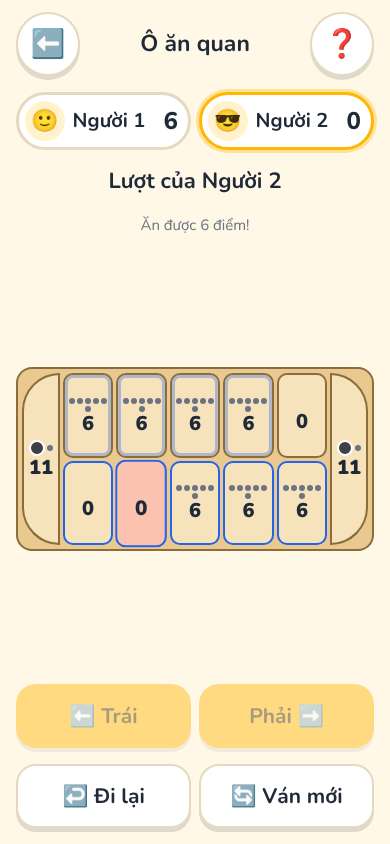 Ô ăn quan
Người 1 6
Người 2 0
Lượt của Người 2
Ăn được 6 điểm!
6 6 6 6 0
11 11
0 0 6 6 6
Trái
Phải
Đi lại
Ván mới